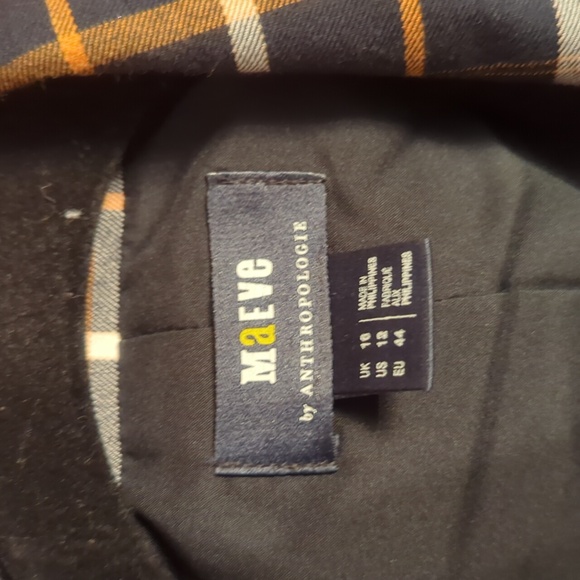 MaEVe
by ANTHROPOLOGIE
MADE IN
PHILIPPINES
FABRIQUÉ
AUX
PHILIPPINES
UK 16
US 12
EU 44